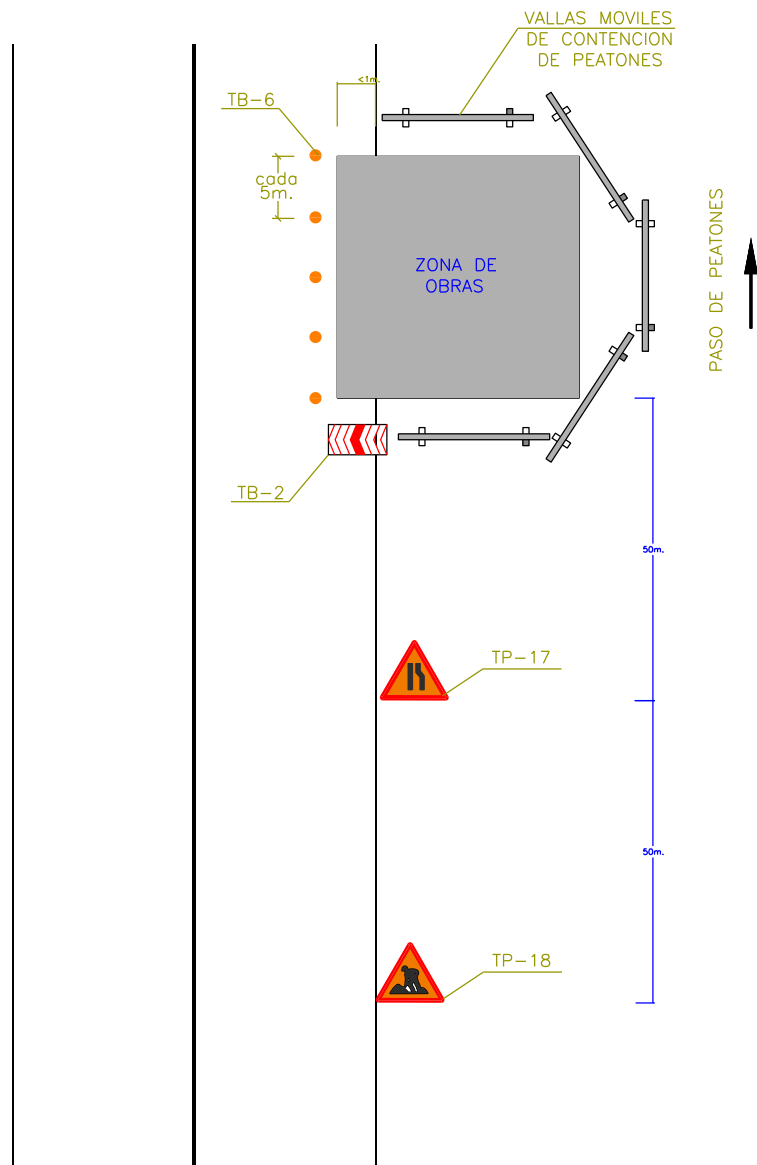 VALLAS MOVILES
DE CONTENCION
DE PEATONES
<1m.
TB-6
cada
5m.
ZONA DE
OBRAS
PASO DE PEATONES
TB-2
50m.
TP-17
50m.
TP-18